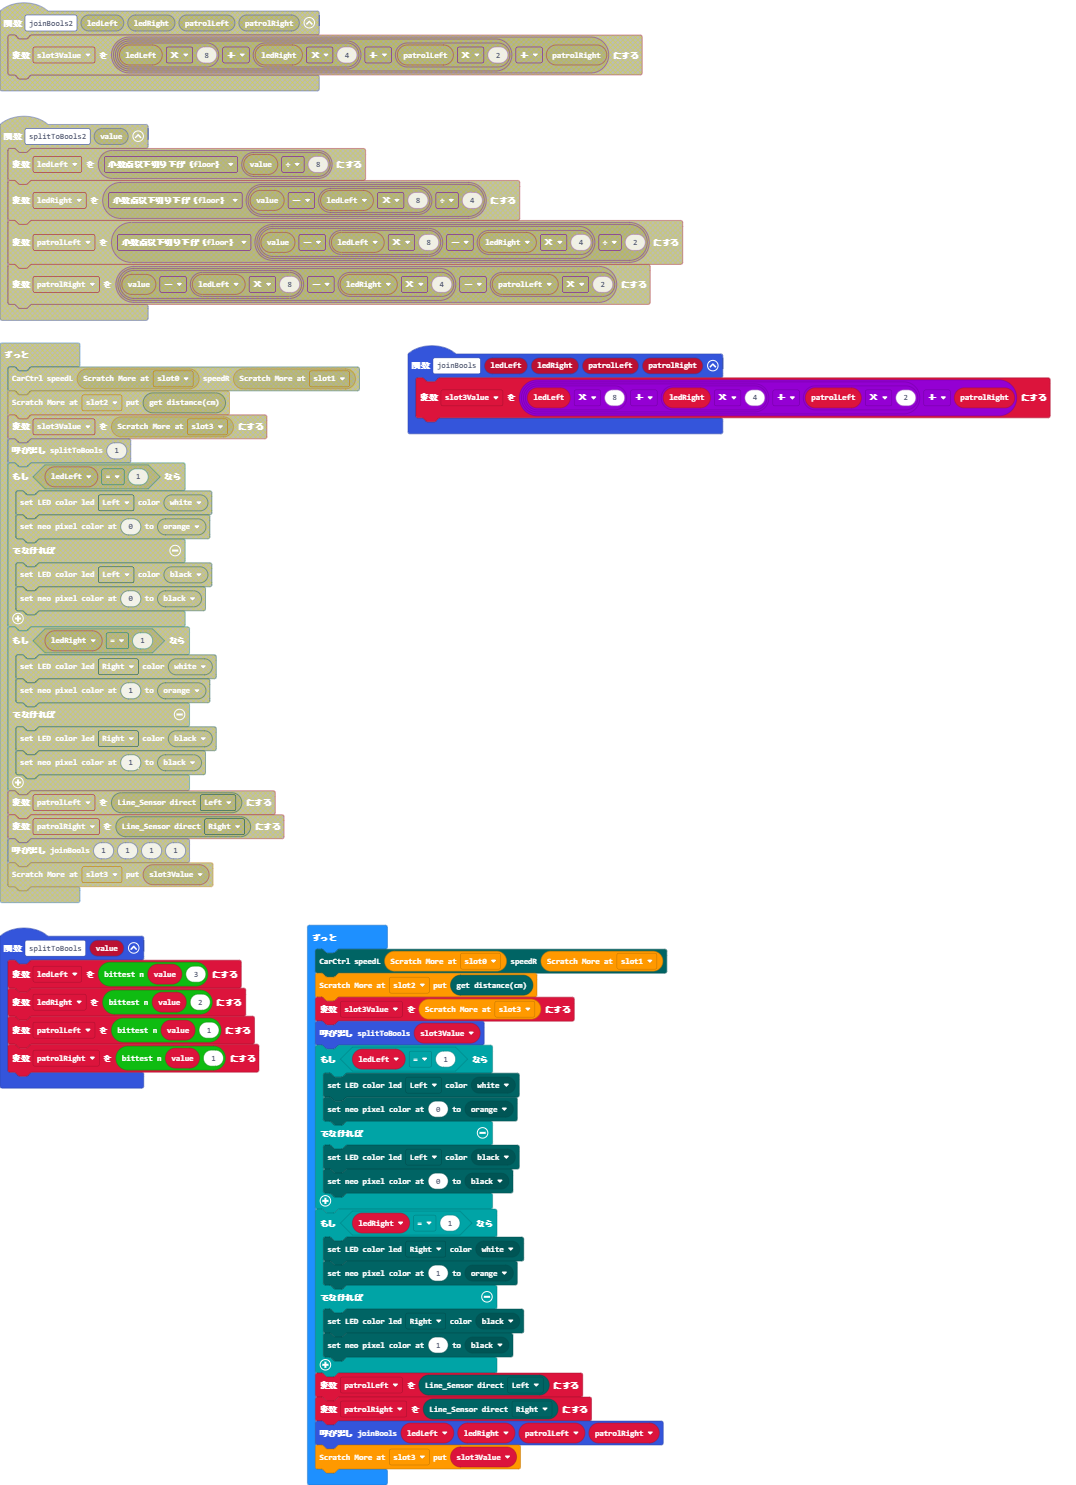 関数 joinBools2 ledLeft ledRight patrolLeft patrolRight
変数 slot3Value を ledLeft × 8 + ledRight × 4 + patrolLeft × 2 + patrolRight にする
関数 splitToBools2 value
変数 ledLeft を 小数点以下切り下げ (floor) value ÷ 8 にする
変数 ledRight を 小数点以下切り下げ (floor) value − ledLeft × 8 ÷ 4 にする
変数 patrolLeft を 小数点以下切り下げ (floor) value − ledLeft × 8 − ledRight × 4 ÷ 2 にする
変数 patrolRight を value − ledLeft × 8 − ledRight × 4 − patrolLeft × 2 にする
ずっと
CarCtrl speedL Scratch More at slot0 speedR Scratch More at slot1
Scratch More at slot2 put get distance(cm)
変数 slot3Value を Scratch More at slot3 にする
呼び出し splitToBools 1
もし ledLeft = 1 なら
set LED color led Left color white
set neo pixel color at 0 to orange
でなければ
set LED color led Left color black
set neo pixel color at 0 to black
もし ledRight = 1 なら
set LED color led Right color white
set neo pixel color at 1 to orange
でなければ
set LED color led Right color black
set neo pixel color at 1 to black
変数 patrolLeft を Line_Sensor direct Left にする
変数 patrolRight を Line_Sensor direct Right にする
呼び出し joinBools 1 1 1 1
Scratch More at slot3 put slot3Value
関数 joinBools ledLeft ledRight patrolLeft patrolRight
変数 slot3Value を ledLeft × 8 + ledRight × 4 + patrolLeft × 2 + patrolRight にする
関数 splitToBools value
変数 ledLeft を bittest n value 3 にする
変数 ledRight を bittest n value 2 にする
変数 patrolLeft を bittest n value 1 にする
変数 patrolRight を bittest n value 1 にする
ずっと
CarCtrl speedL Scratch More at slot0 speedR Scratch More at slot1
Scratch More at slot2 put get distance(cm)
変数 slot3Value を Scratch More at slot3 にする
呼び出し splitToBools slot3Value
もし ledLeft = 1 なら
set LED color led Left color white
set neo pixel color at 0 to orange
でなければ
set LED color led Left color black
set neo pixel color at 0 to black
もし ledRight = 1 なら
set LED color led Right color white
set neo pixel color at 1 to orange
でなければ
set LED color led Right color black
set neo pixel color at 1 to black
変数 patrolLeft を Line_Sensor direct Left にする
変数 patrolRight を Line_Sensor direct Right にする
呼び出し joinBools ledLeft ledRight patrolLeft patrolRight
Scratch More at slot3 put slot3Value